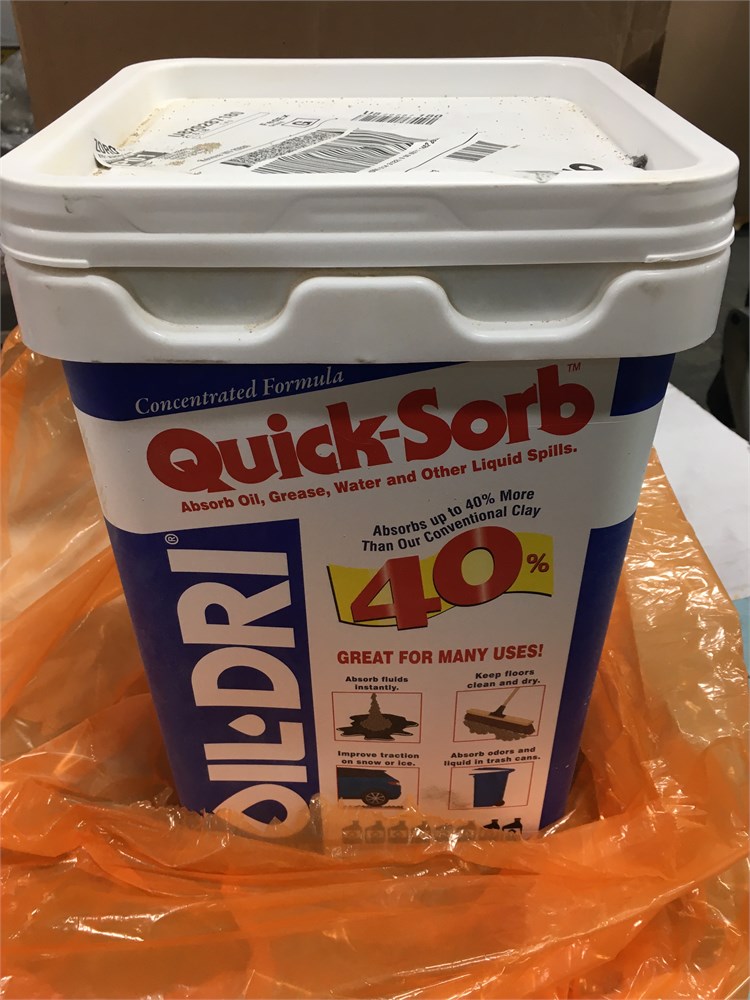 ZORO
Concentrated Formula
Quick-Sorb™
Absorb Oil, Grease, Water and Other Liquid Spills.
OIL-DRI®
Absorbs up to 40% More
Than Our Conventional Clay
40%
GREAT FOR MANY USES!
Absorb fluids
instantly.
Keep floors
clean and dry.
Improve traction
on snow or ice.
Absorb odors and
liquid in trash cans.